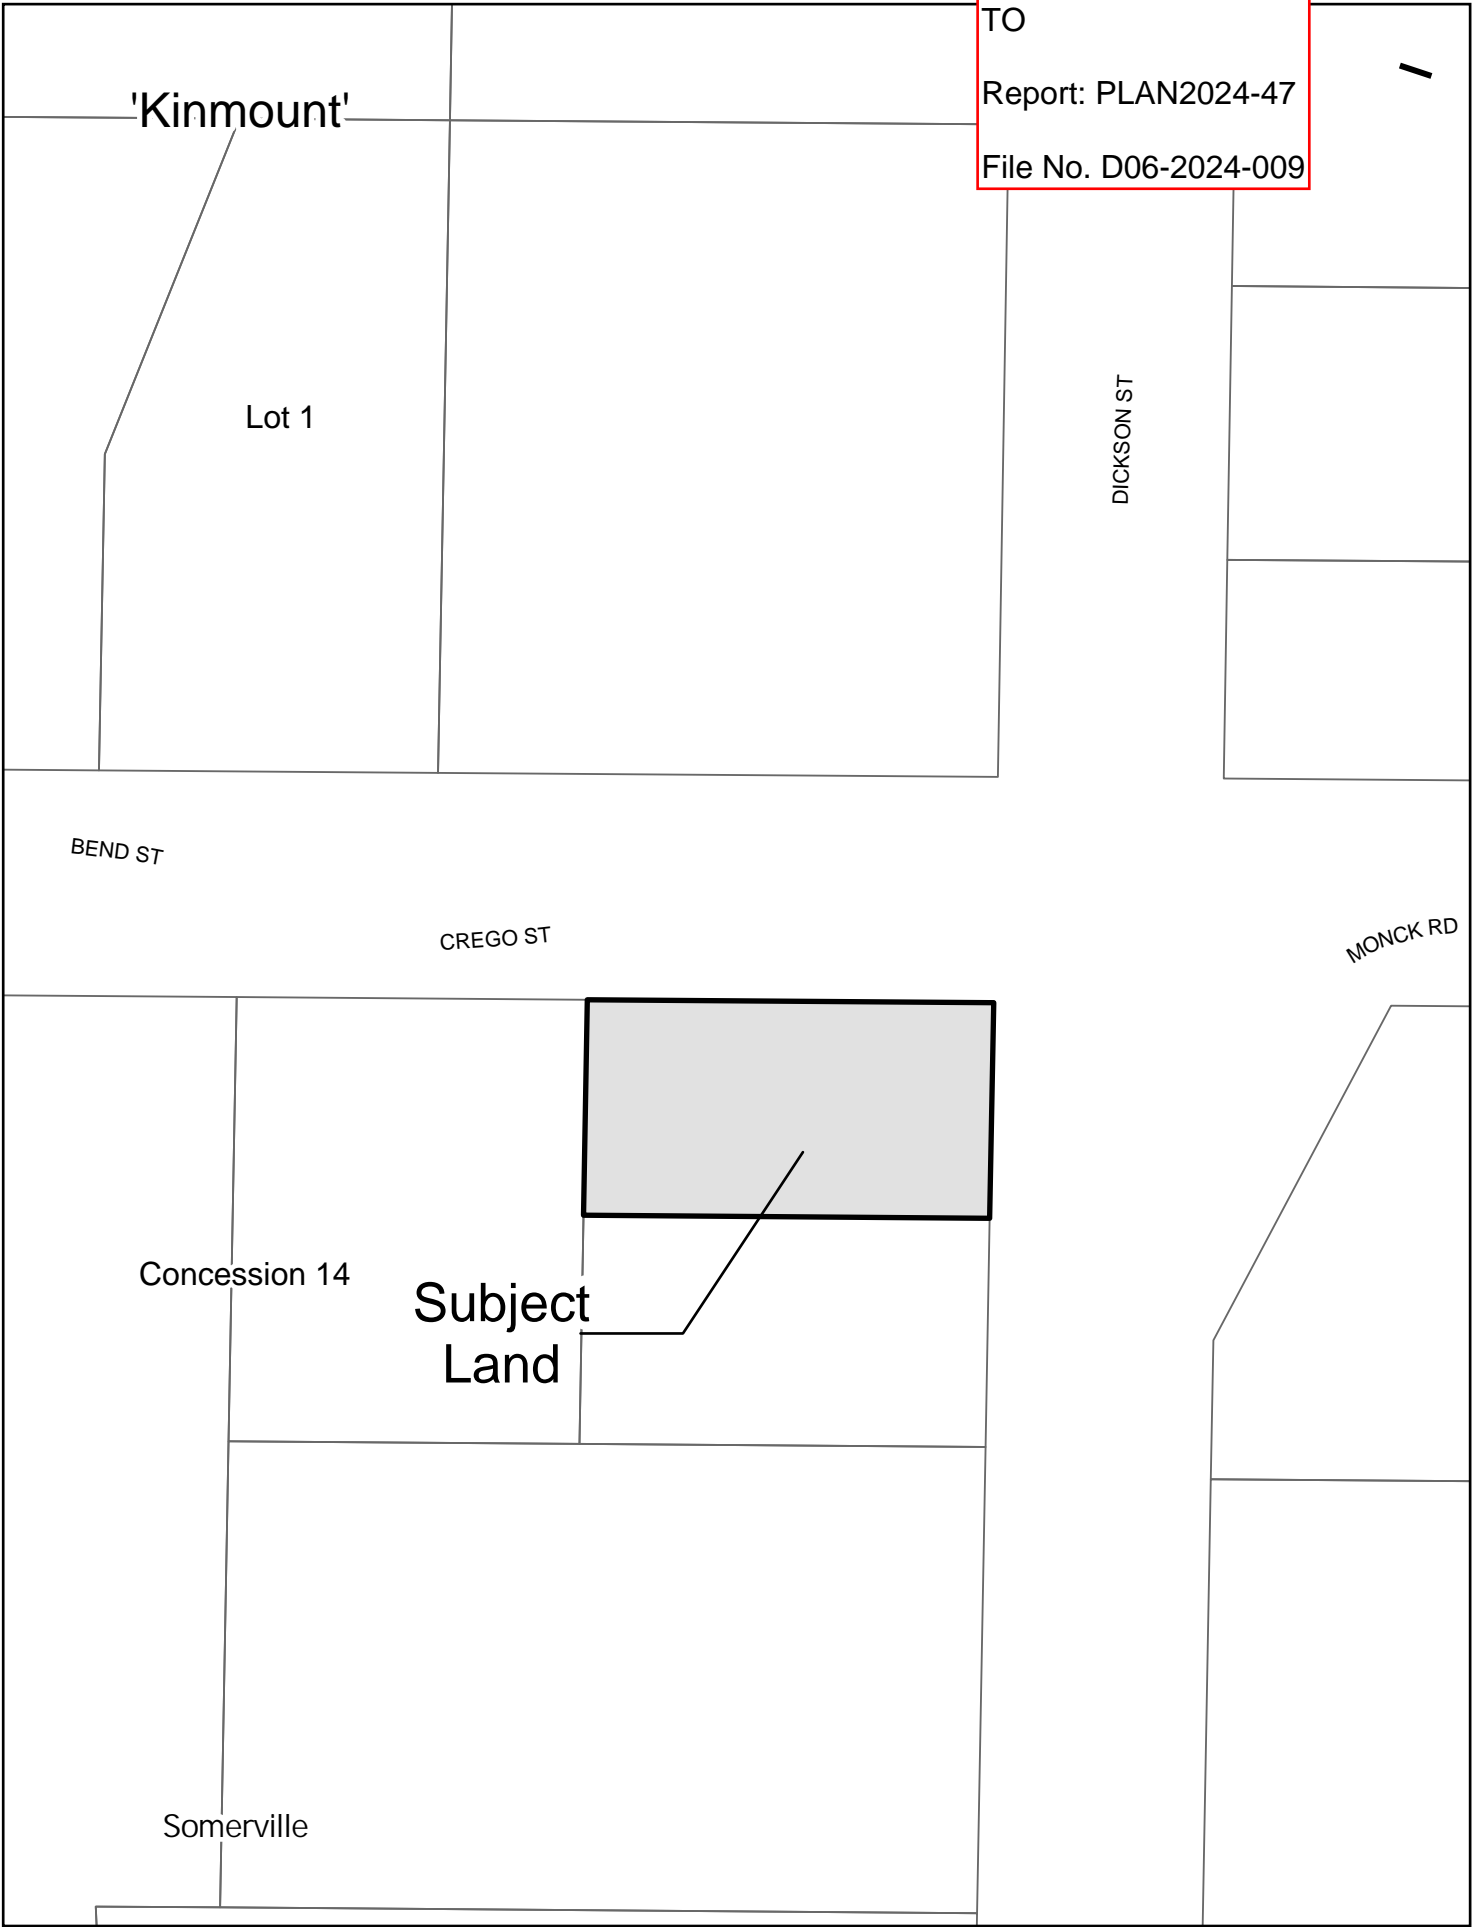 TO
Report: PLAN2024-47
File No. D06-2024-009
'Kinmount'
Lot 1
DICKSON ST
BEND ST
CREGO ST
MONCK RD
Concession 14
Subject
Land
Somerville